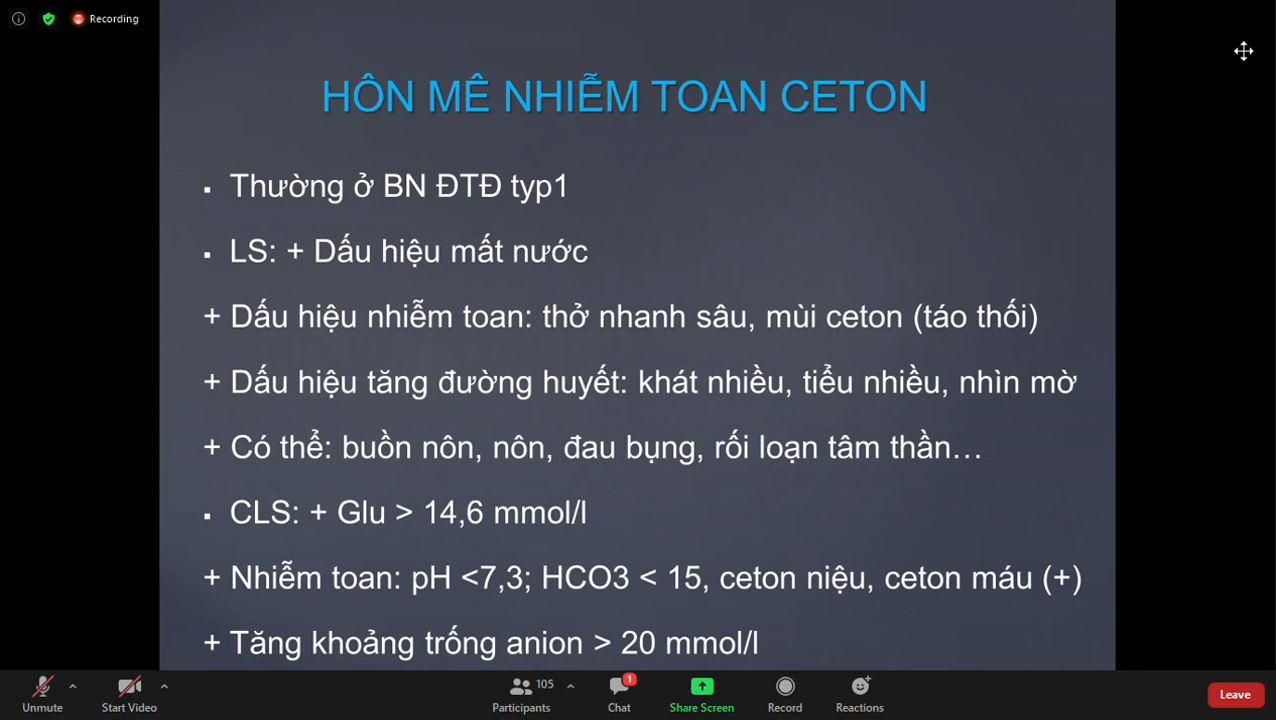 Recording
HÔN MÊ NHIỄM TOAN CETON
▪ Thường ở BN ĐTĐ typ1
▪ LS: + Dấu hiệu mất nước
+ Dấu hiệu nhiễm toan: thở nhanh sâu, mùi ceton (táo thối)
+ Dấu hiệu tăng đường huyết: khát nhiều, tiểu nhiều, nhìn mờ
+ Có thể: buồn nôn, nôn, đau bụng, rối loạn tâm thần…
▪ CLS: + Glu > 14,6 mmol/l
+ Nhiễm toan: pH <7,3; HCO3 < 15, ceton niệu, ceton máu (+)
+ Tăng khoảng trống anion > 20 mmol/l
105
1
Unmute
Start Video
Participants
Chat
Share Screen
Record
Reactions
Leave